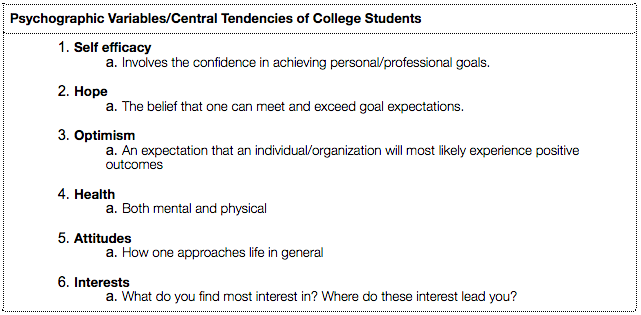 Psychographic Variables/Central Tendencies of College Students
1. Self efficacy
a. Involves the confidence in achieving personal/professional goals.
2. Hope
a. The belief that one can meet and exceed goal expectations.
3. Optimism
a. An expectation that an individual/organization will most likely experience positive
outcomes
4. Health
a. Both mental and physical
5. Attitudes
a. How one approaches life in general
6. Interests
a. What do you find most interest in? Where do these interest lead you?